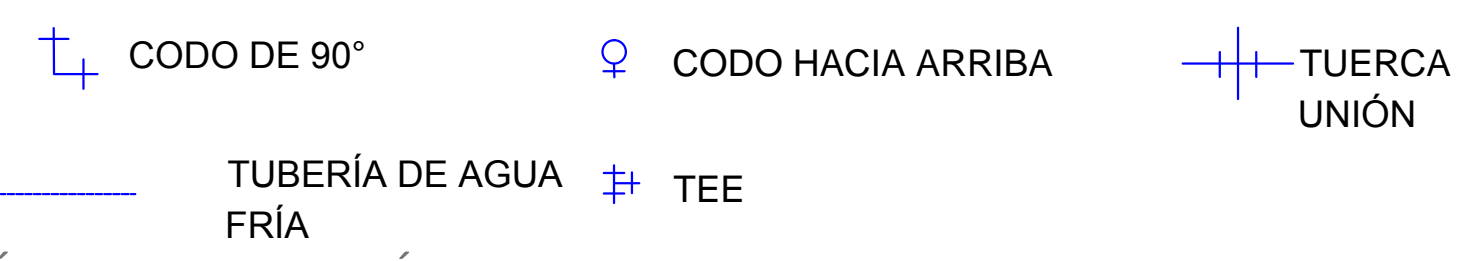 CODO DE 90°
CODO HACIA ARRIBA
TUERCA
UNIÓN
TUBERÍA DE AGUA
FRÍA
TEE